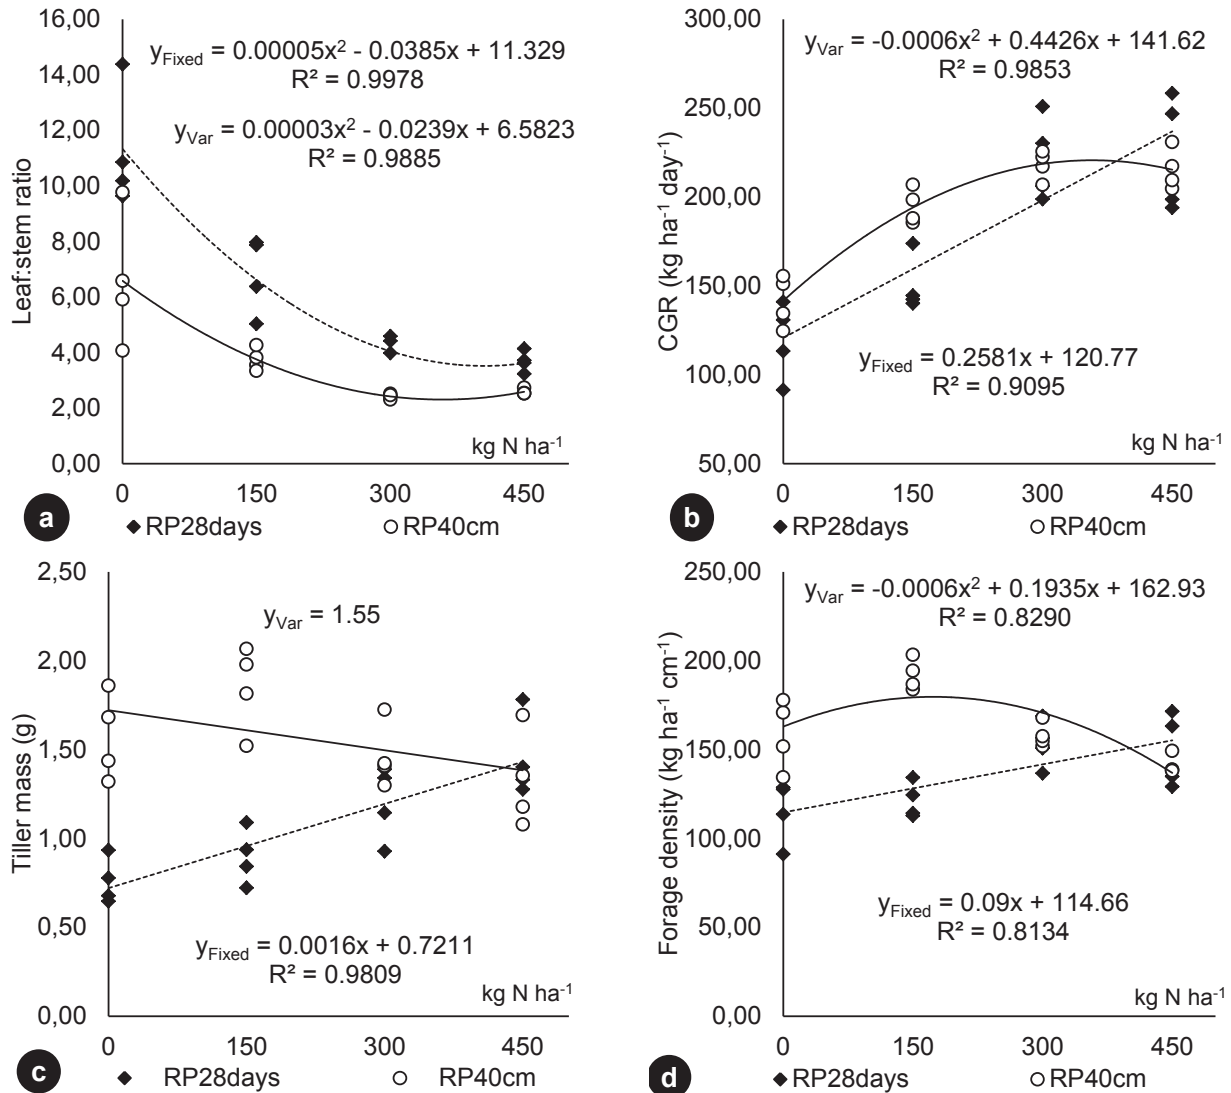 Leaf:stem ratio
16,00
14,00
12,00
10,00
8,00
6,00
4,00
2,00
0,00
y_Fixed = 0.00005x² - 0.0385x + 11.329
R² = 0.9978
y_Var = 0.00003x² - 0.0239x + 6.5823
R² = 0.9885
kg N ha⁻¹
0 150 300 450
a
◆RP28days ○RP40cm
CGR (kg ha⁻¹ day⁻¹)
300,00
250,00
200,00
150,00
100,00
50,00
y_Var = -0.0006x² + 0.4426x + 141.62
R² = 0.9853
y_Fixed = 0.2581x + 120.77
R² = 0.9095
kg N ha⁻¹
0 150 300 450
b
◆RP28days ○RP40cm
Tiller mass (g)
2,50
2,00
1,50
1,00
0,50
0,00
y_Var = 1.55
y_Fixed = 0.0016x + 0.7211
R² = 0.9809
kg N ha⁻¹
0 150 300 450
c
◆ RP28days ○ RP40cm
Forage density (kg ha⁻¹ cm⁻¹)
250,00
200,00
150,00
100,00
50,00
0,00
y_Var = -0.0006x² + 0.1935x + 162.93
R² = 0.8290
y_Fixed = 0.09x + 114.66
R² = 0.8134
kg N ha⁻¹
0 150 300 450
d
◆RP28days ○RP40cm